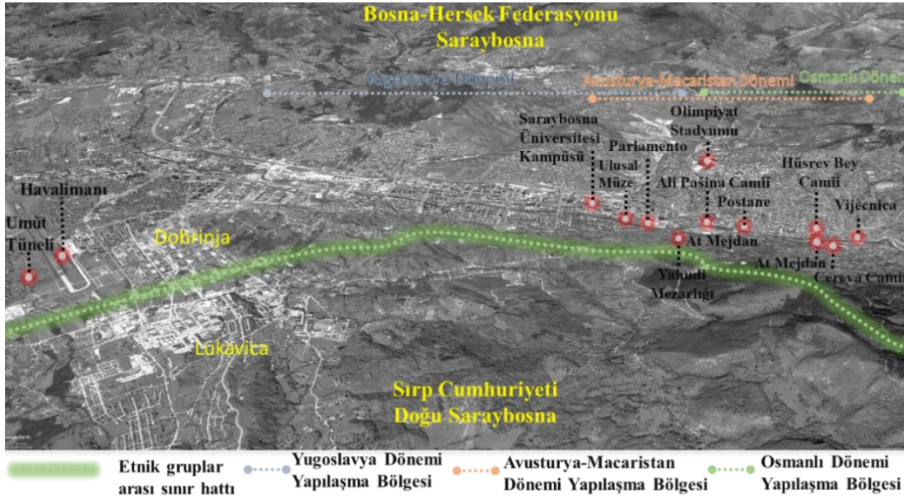 Bosna-Hersek Federasyonu
Saraybosna
Yugoslavya Dönemi
Avusturya-Macaristan Dönemi
Osmanlı Dönemi
Olimpiyat
Stadyumu
Saraybosna
Üniversitesi
Kampüsü
Parlamento
Ulusal
Müze
Hüsrev Bey
Camii
Ali Paşina Camii
Postane
Vijecnica
Havalimanı
Umut
Tüneli
Dobrinja
At Mejdan
At Mejdan
Cereva Camii
Yahudi
Mezarlığı
Lukavica
Sırp Cumhuriyeti
Doğu Saraybosna
Etnik gruplar
arası sınır hattı
Yugoslavya Dönemi
Yapılaşma Bölgesi
Avusturya-Macaristan
Dönemi Yapılaşma Bölgesi
Osmanlı Dönemi
Yapılaşma Bölgesi